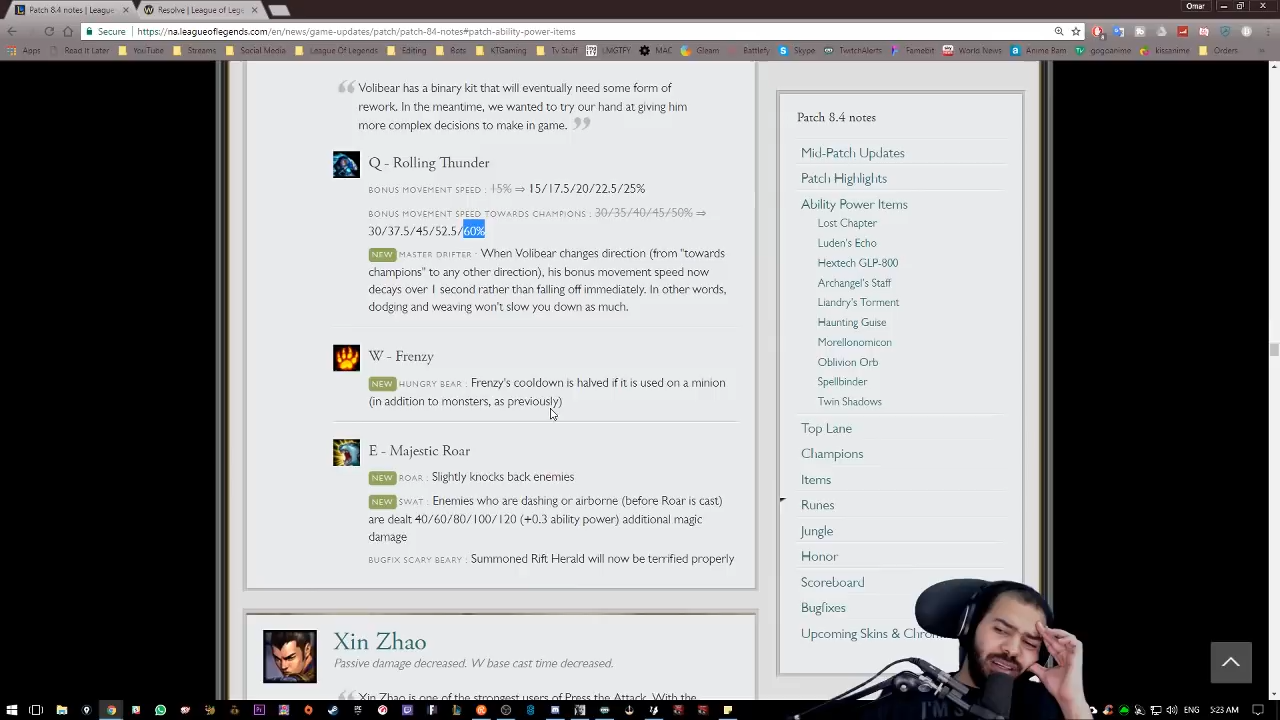 Patch 8.4 notes | League
Resolve | League of Lege
Omar
Secure
https://na.leagueoflegends.com/en/news/game-updates/patch/patch-84-notes#patch-ability-power-items
Apps
Read It Later
YouTube
Streams
Social Media
League Of Legends
Editing
Bots
KTGaming
Tv Stuff
LMGTFY
MAC
Gleam
Battlefy
Skype
TwitchAlerts
Famebit
World News
Anime Bam
gogoanime
kissanime
Orders
Volibear has a binary kit that will eventually need some form of
rework. In the meantime, we wanted to try our hand at giving him
more complex decisions to make in game.
Q - Rolling Thunder
BONUS MOVEMENT SPEED : 15% ⇒ 15/17.5/20/22.5/25%
BONUS MOVEMENT SPEED TOWARDS CHAMPIONS : 30/35/40/45/50% ⇒
30/37.5/45/52.5/60%
NEW MASTER DRIFTER : When Volibear changes direction (from "towards
champions" to any other direction), his bonus movement speed now
decays over 1 second rather than falling off immediately. In other words,
dodging and weaving won't slow you down as much.
W - Frenzy
NEW HUNGRY BEAR : Frenzy's cooldown is halved if it is used on a minion
(in addition to monsters, as previously)
E - Majestic Roar
NEW ROAR : Slightly knocks back enemies
NEW SWAT : Enemies who are dashing or airborne (before Roar is cast)
are dealt 40/60/80/100/120 (+0.3 ability power) additional magic
damage
BUGFIX SCARY BEARY : Summoned Rift Herald will now be terrified properly
Xin Zhao
Passive damage decreased. W base cast time decreased.
Xin Zhao is one of the strongest users of Press the Attack. With the
Patch 8.4 notes
Mid-Patch Updates
Patch Highlights
Ability Power Items
Lost Chapter
Luden's Echo
Hextech GLP-800
Archangel's Staff
Liandry's Torment
Haunting Guise
Morellonomicon
Oblivion Orb
Spellbinder
Twin Shadows
Top Lane
Champions
Items
Runes
Jungle
Honor
Scoreboard
Bugfixes
Upcoming Skins & Chrom
I'M S
ENG
5:23 AM